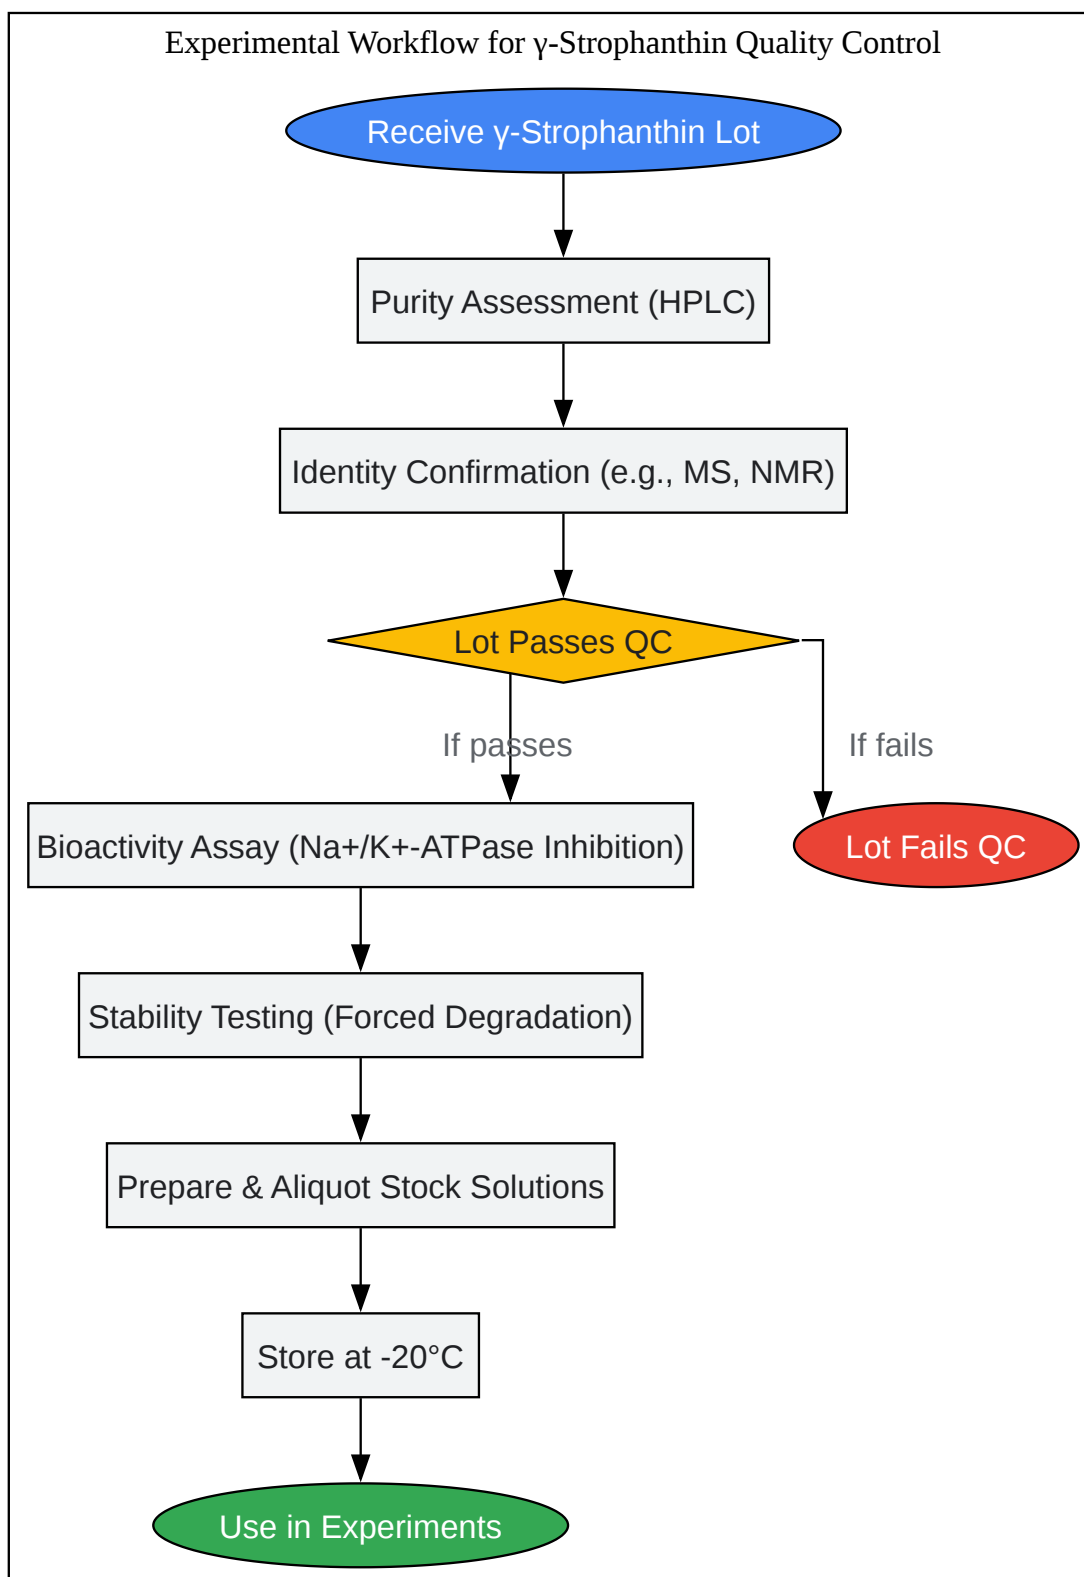 Experimental Workflow for γ-Strophanthin Quality Control
Receive γ-Strophanthin Lot
Purity Assessment (HPLC)
Identity Confirmation (e.g., MS, NMR)
Lot Passes QC
If passes
If fails
Bioactivity Assay (Na+/K+-ATPase Inhibition)
Lot Fails QC
Stability Testing (Forced Degradation)
Prepare & Aliquot Stock Solutions
Store at -20°C
Use in Experiments